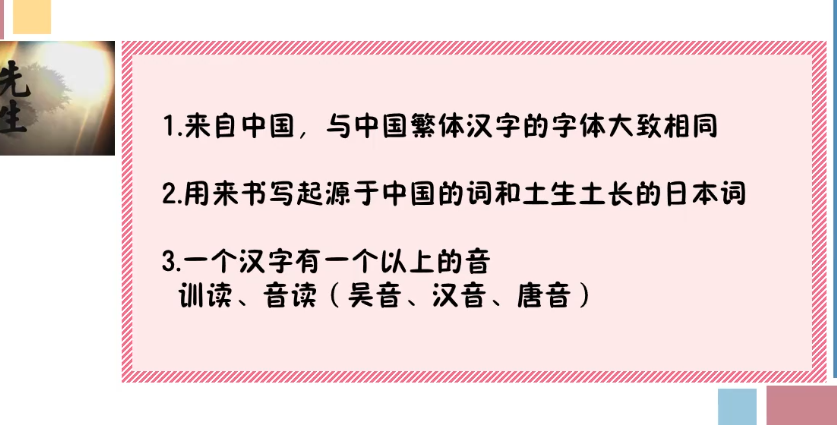 先生
1.来自中国，与中国繁体汉字的字体大致相同
2.用来书写起源于中国的词和土生土长的日本词
3.一个汉字有一个以上的音
训读、音读（吴音、汉音、唐音）